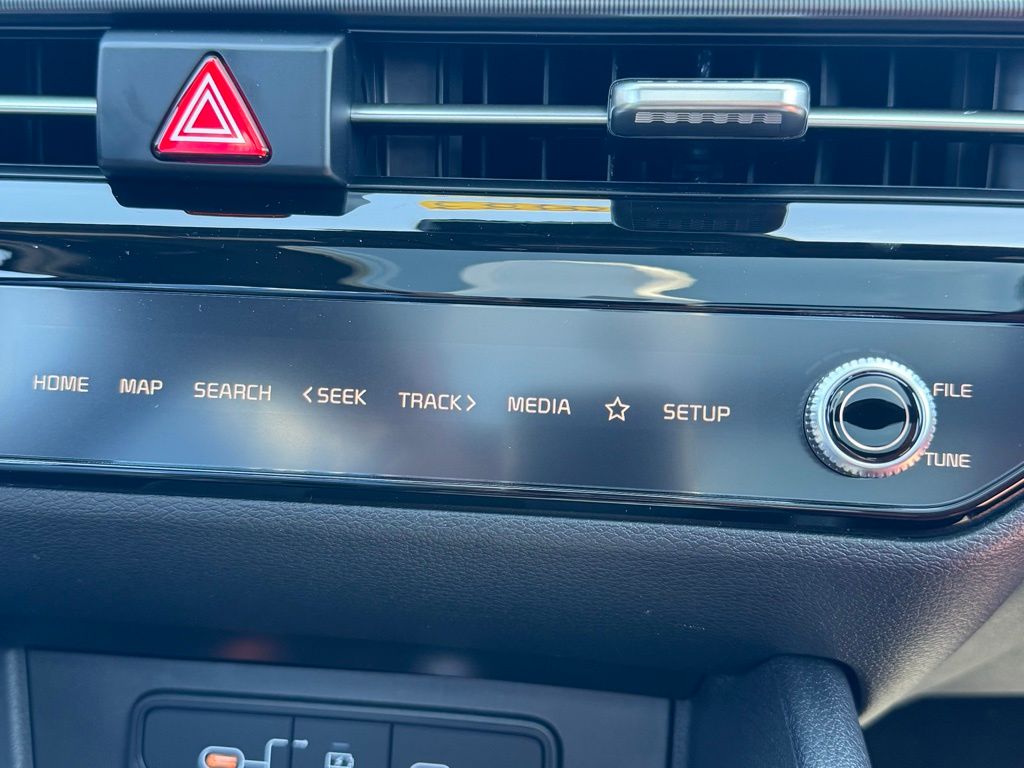 HOME MAP SEARCH <SEEK TRACK> MEDIA ☆ SETUP
FILE
TUNE